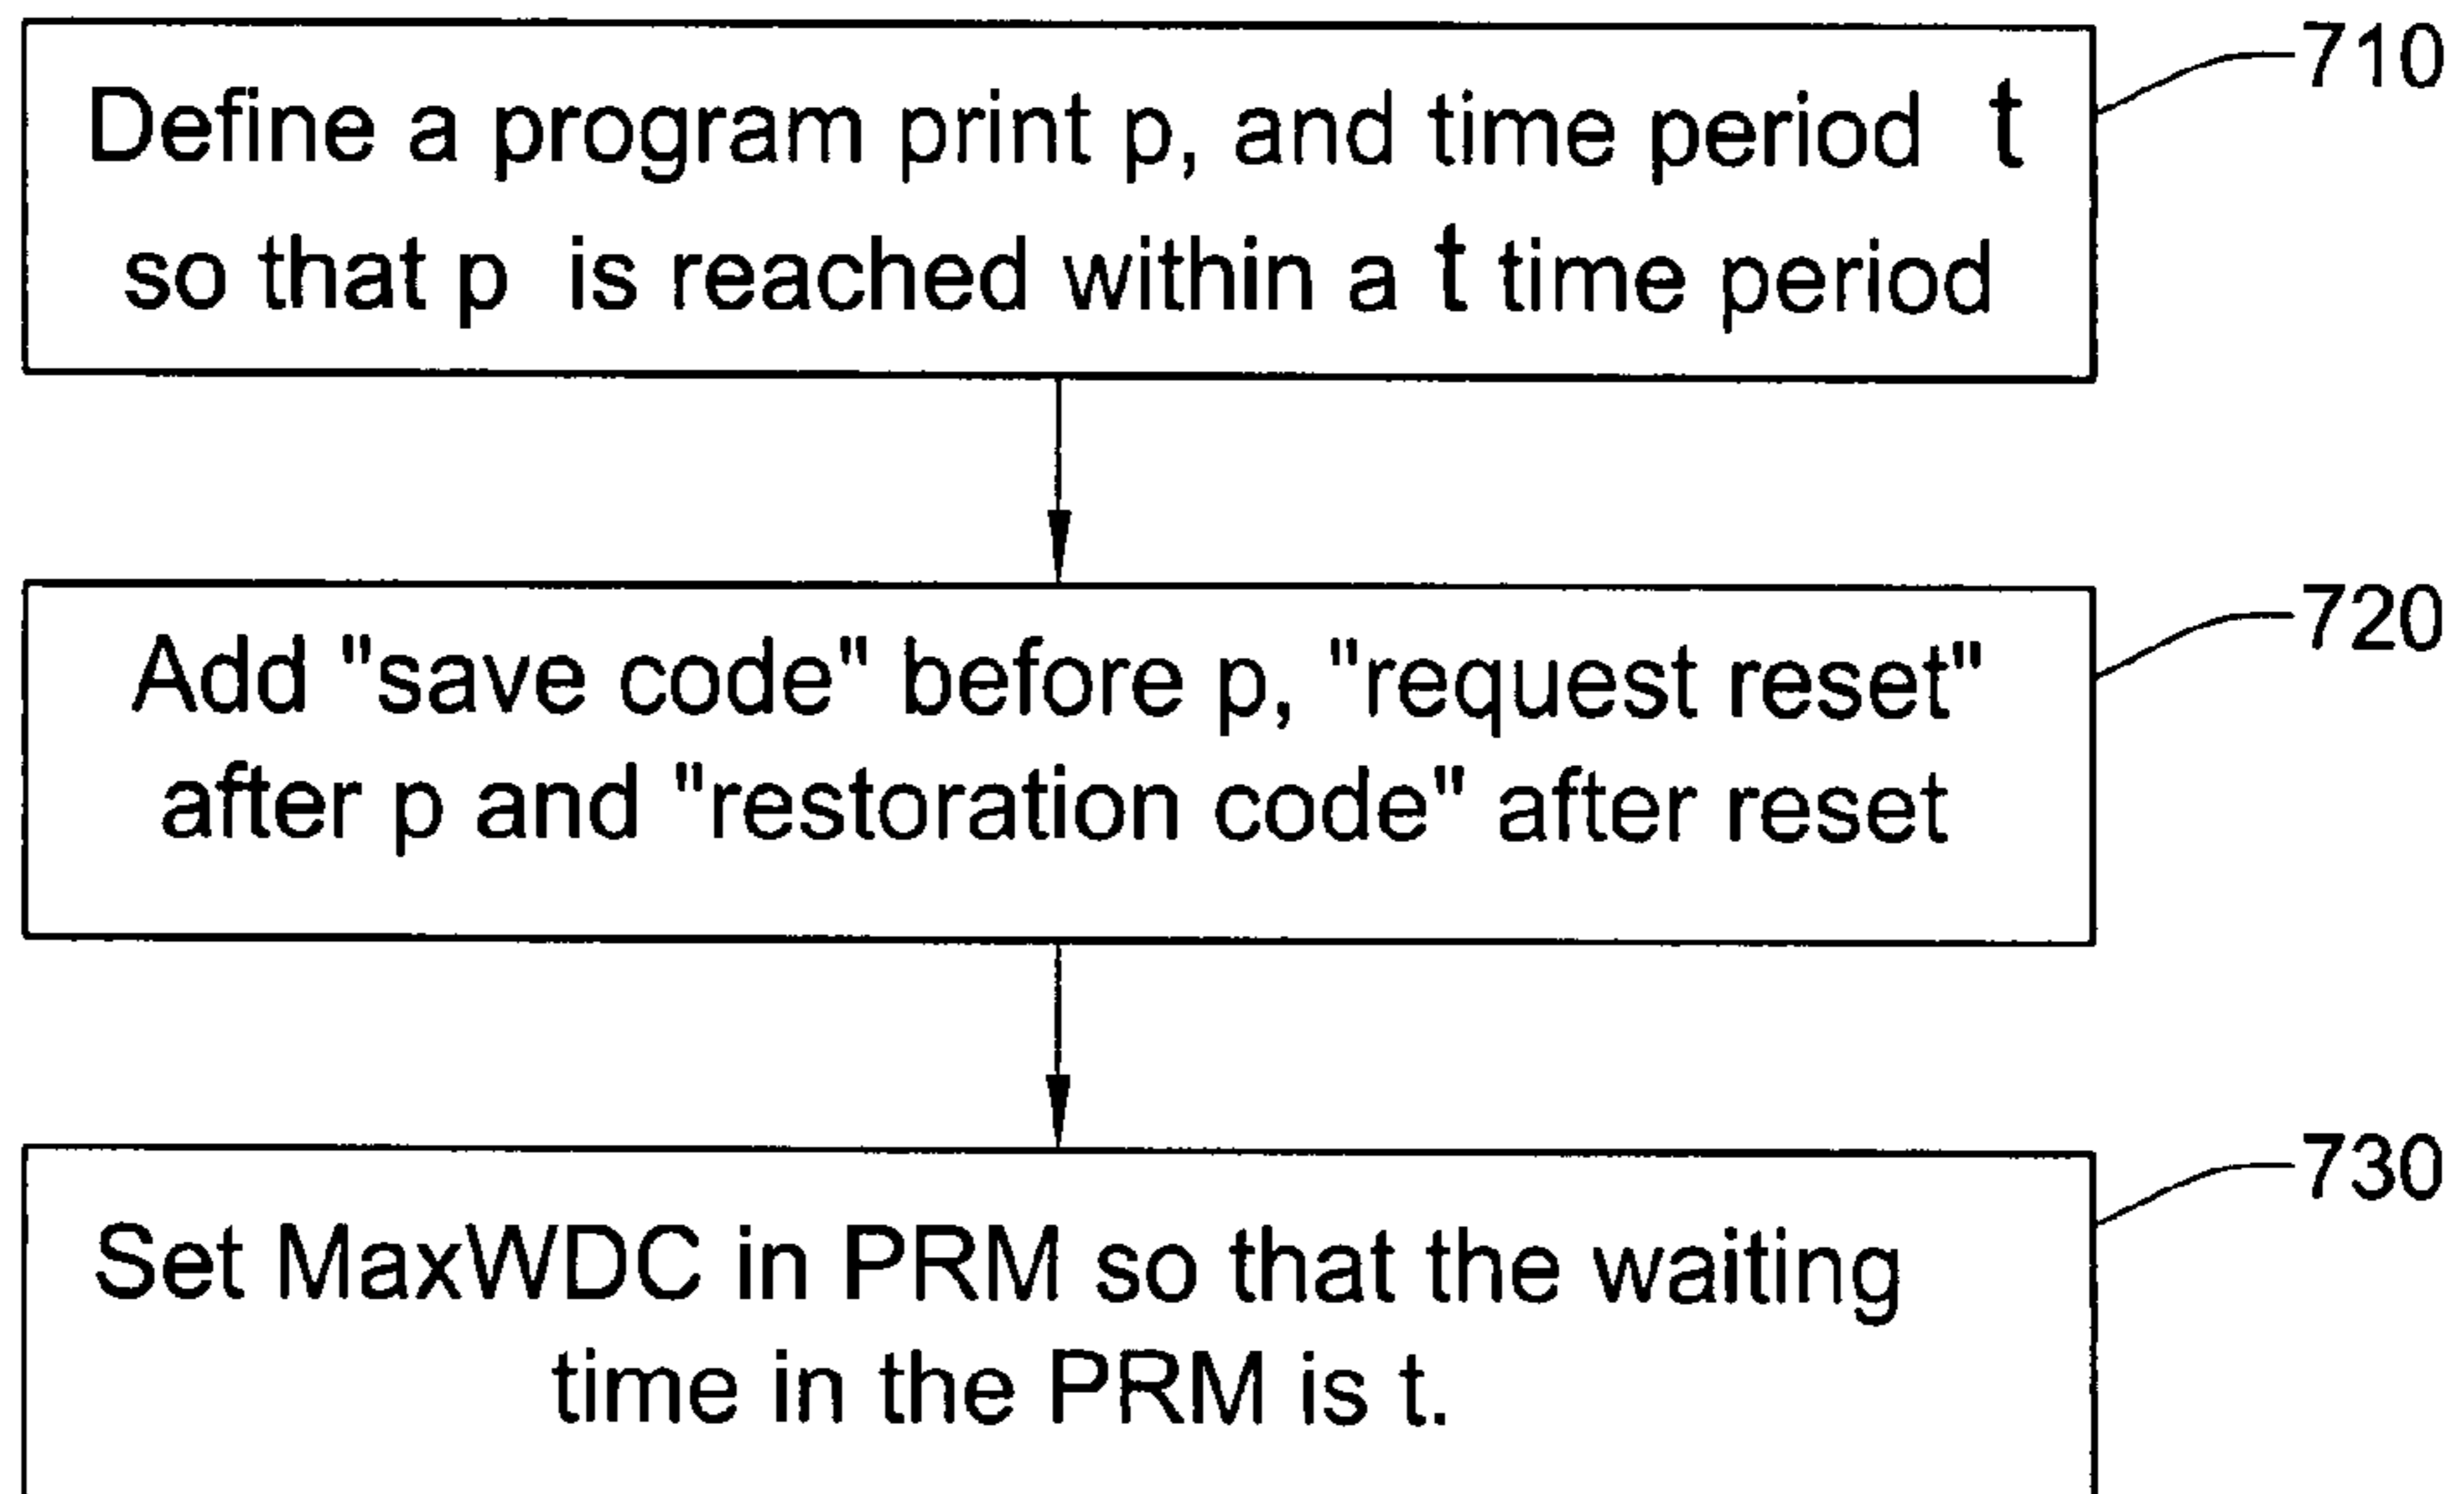 710
Define a program print p, and time period t
so that p is reached within a t time period
720
Add "save code" before p, "request reset"
after p and "restoration code" after reset
730
Set MaxWDC in PRM so that the waiting
time in the PRM is t.